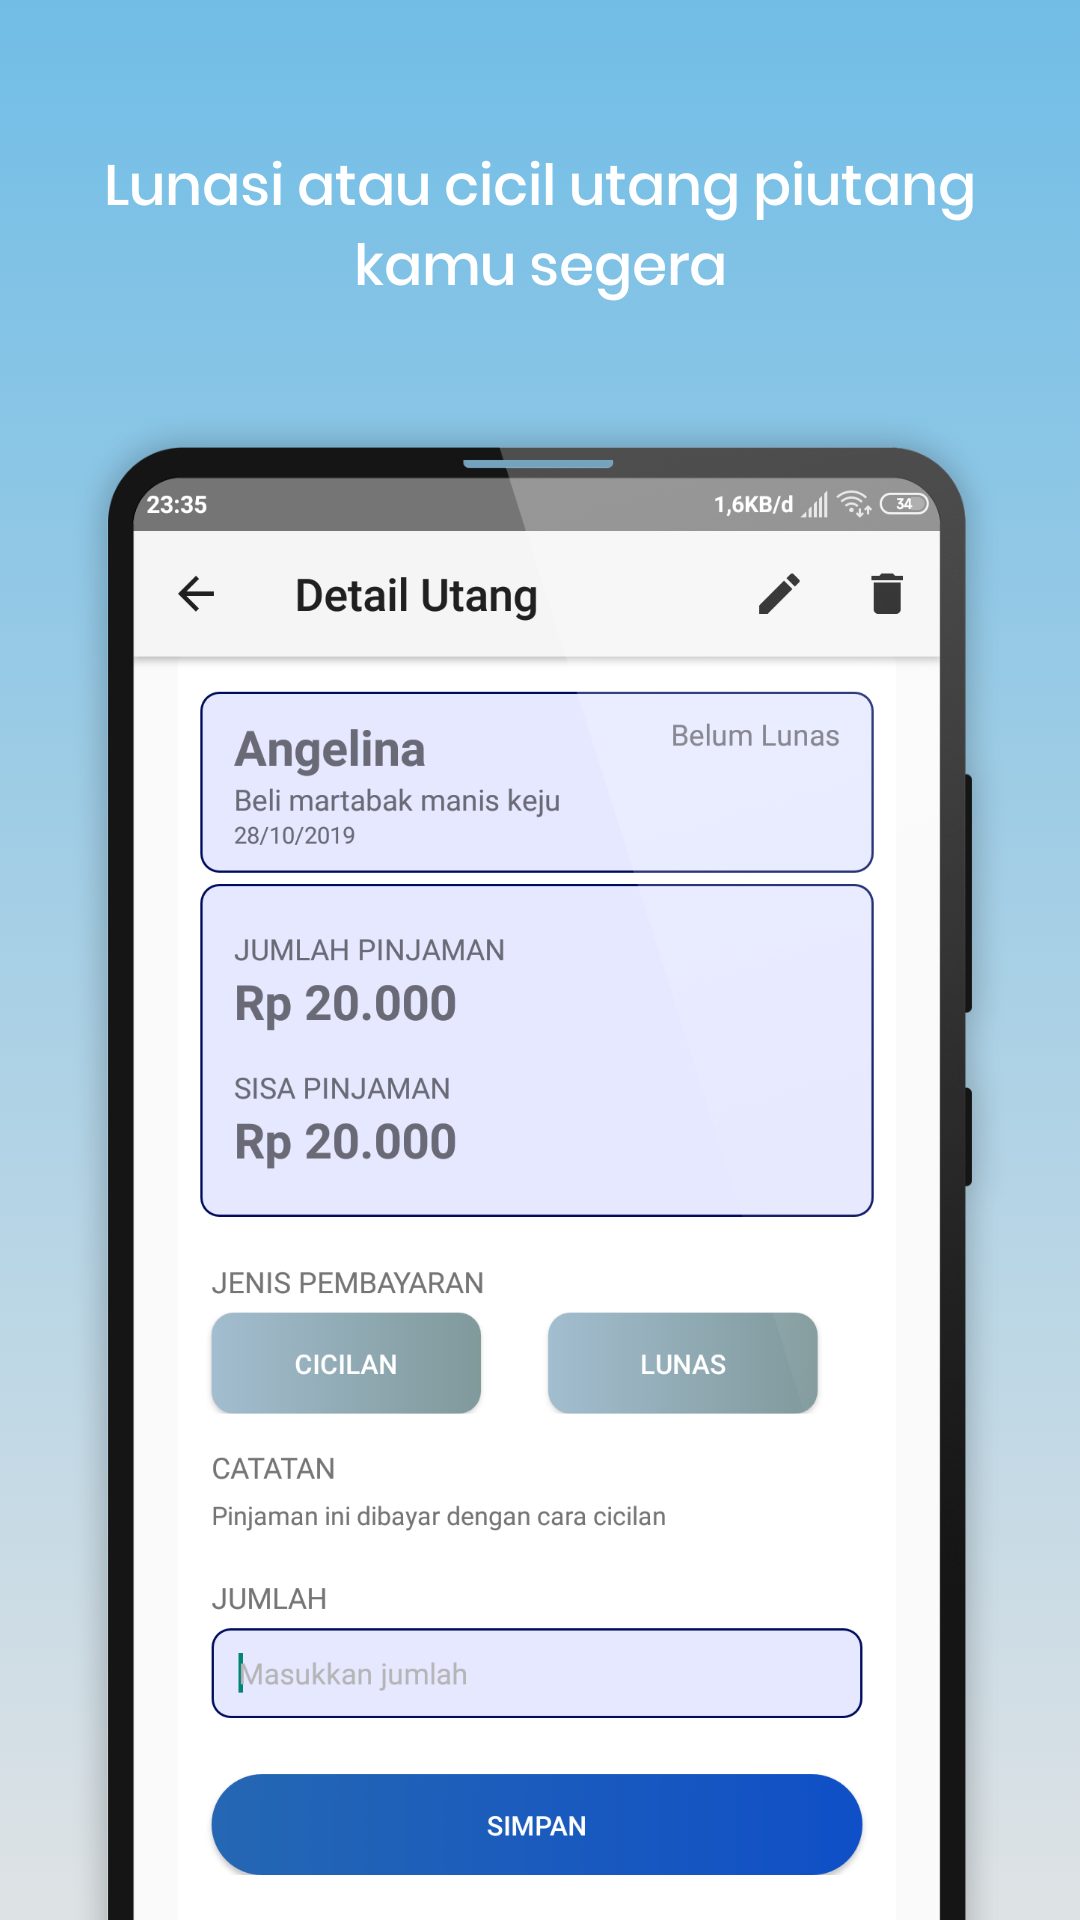 Lunasi atau cicil utang piutang
kamu segera
23:35
1,6KB/d 34
Detail Utang
Angelina
Belum Lunas
Beli martabak manis keju
28/10/2019
JUMLAH PINJAMAN
Rp 20.000
SISA PINJAMAN
Rp 20.000
JENIS PEMBAYARAN
CICILAN
LUNAS
CATATAN
Pinjaman ini dibayar dengan cara cicilan
JUMLAH
Masukkan jumlah
SIMPAN